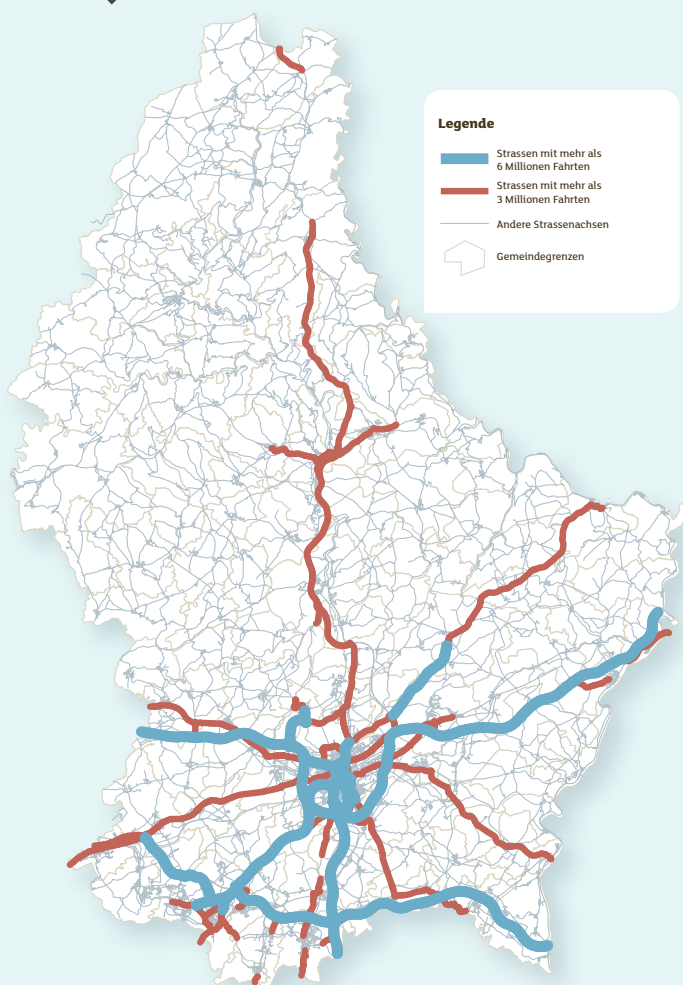 Legende
Strassen mit mehr als
6 Millionen Fahrten
Strassen mit mehr als
3 Millionen Fahrten
Andere Strassenachsen
Gemeindegrenzen